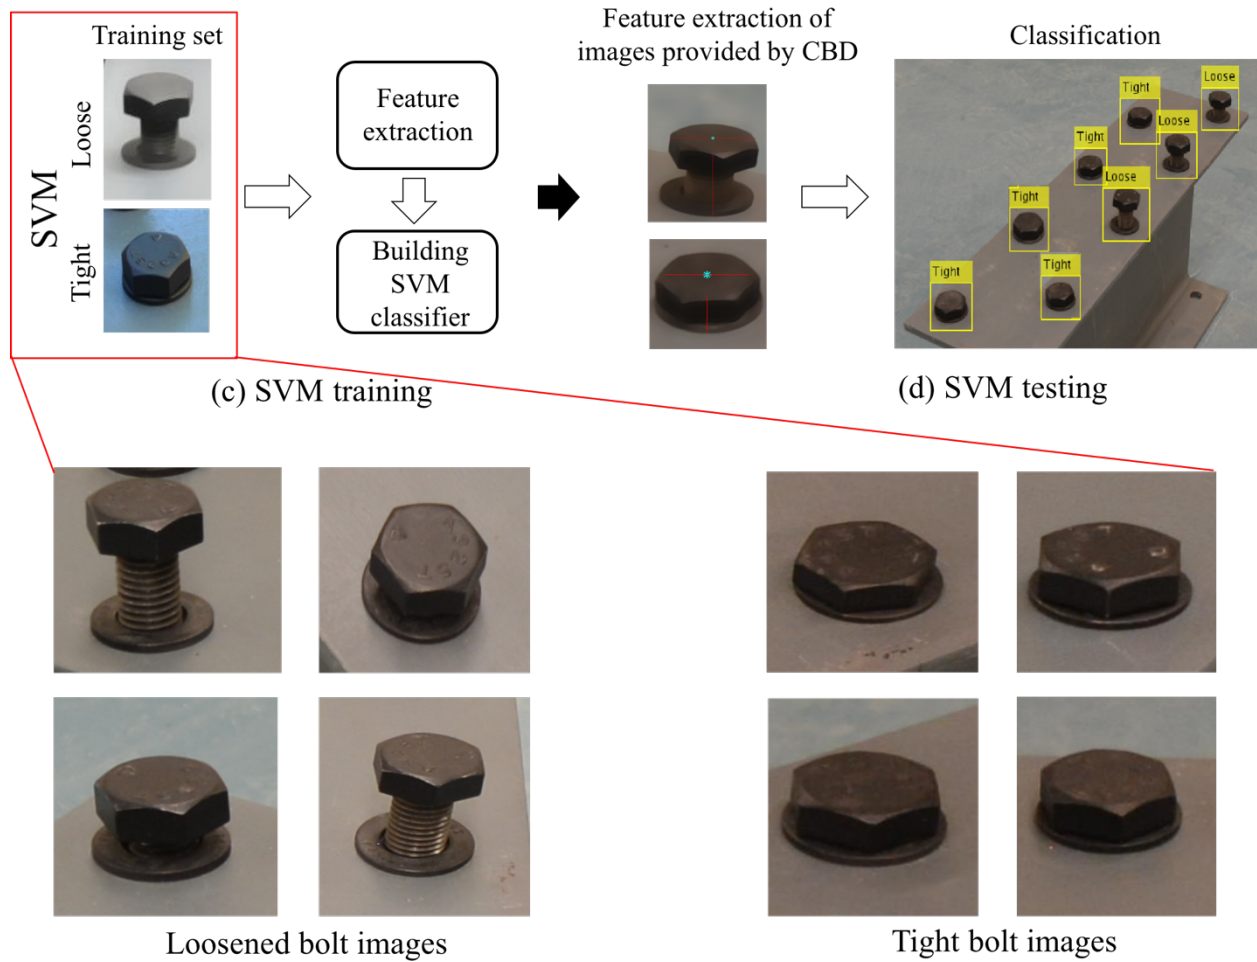 Training set
SVM
Loose
Tight
Feature
extraction
Building
SVM
classifier
Feature extraction of
images provided by CBD
Classification
Tight
Loose
Tight
Loose
Loose
Tight
Tight
Tight
(c) SVM training
(d) SVM testing
Loosened bolt images
Tight bolt images